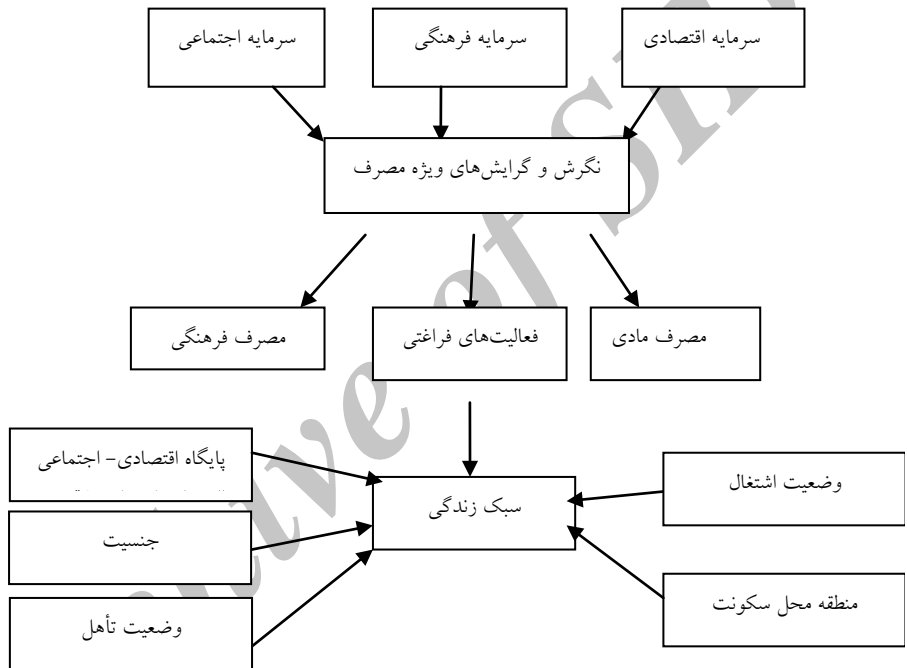 سرمایه اقتصادی
سرمایه فرهنگی
سرمایه اجتماعی
نگرش و گرایش‌های ویژه مصرف
مصرف مادی
فعالیت‌های فراغتی
مصرف فرهنگی
پایگاه اقتصادی- اجتماعی
وضعیت اشتغال
سبک زندگی
جنسیت
منطقه محل سکونت
وضعیت تأهل